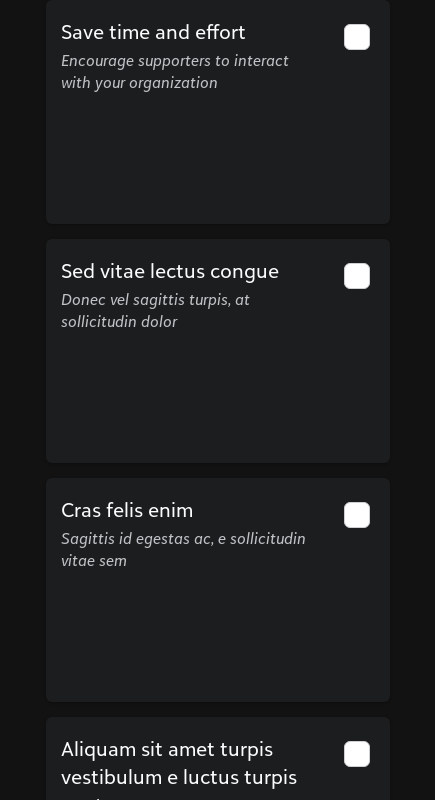 Save time and effort
Encourage supporters to interact
with your organization
Sed vitae lectus congue
Donec vel sagittis turpis, at
sollicitudin dolor
Cras felis enim
Sagittis id egestas ac, e sollicitudin
vitae sem
Aliquam sit amet turpis
vestibulum e luctus turpis